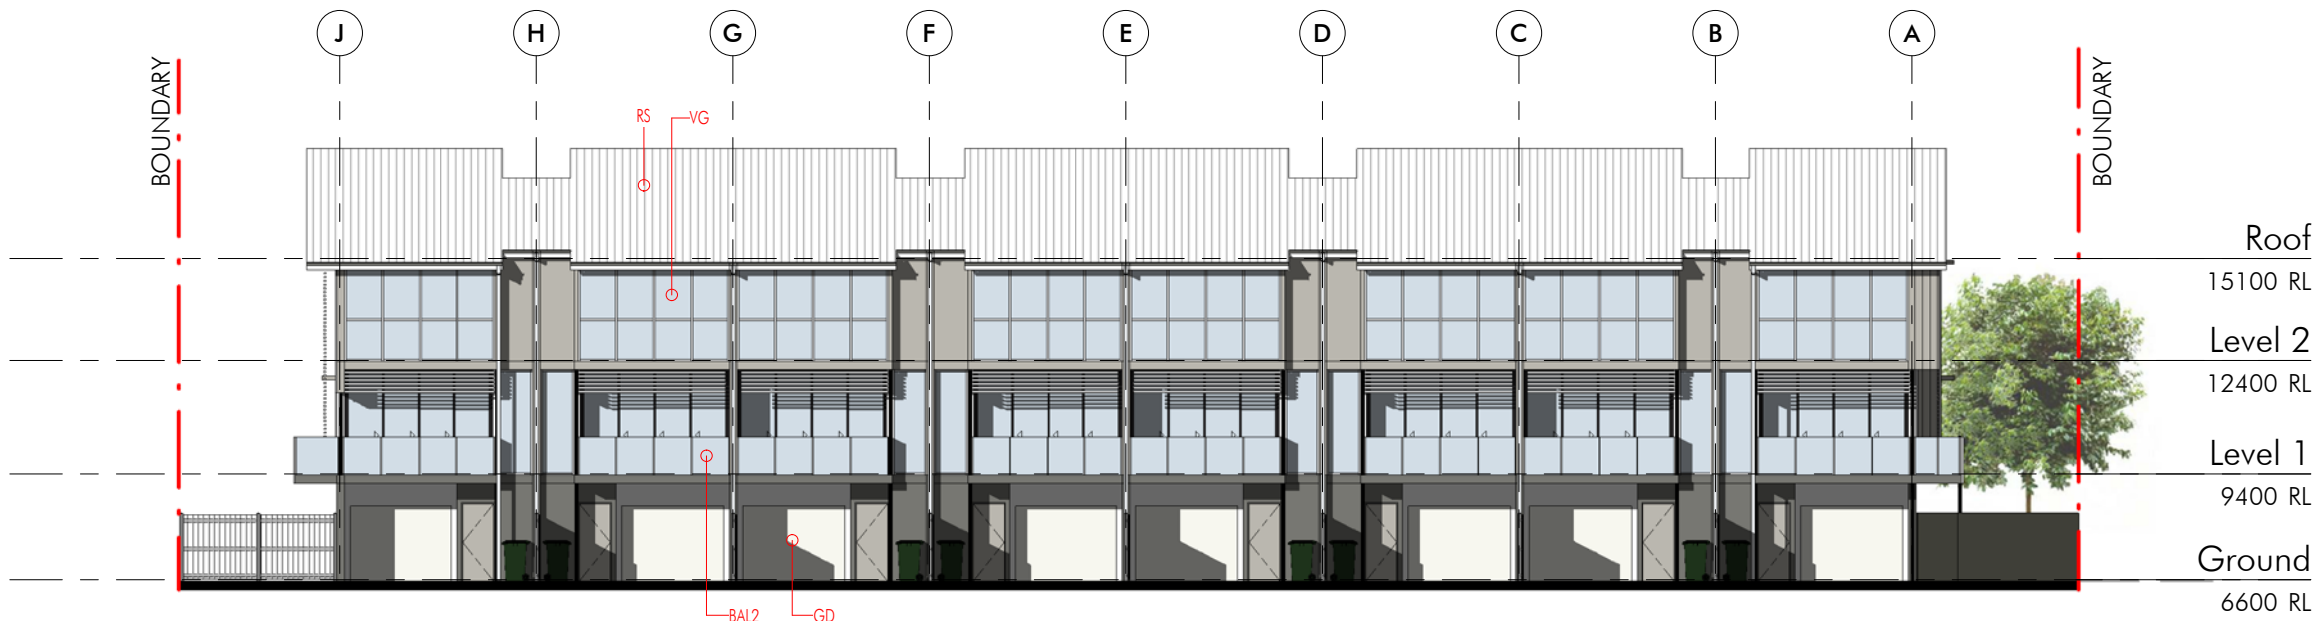 J H G F E D C B A
BOUNDARY
BOUNDARY
RS
VG
Roof
15100 RL
Level 2
12400 RL
Level 1
9400 RL
Ground
6600 RL
BAL2
GD